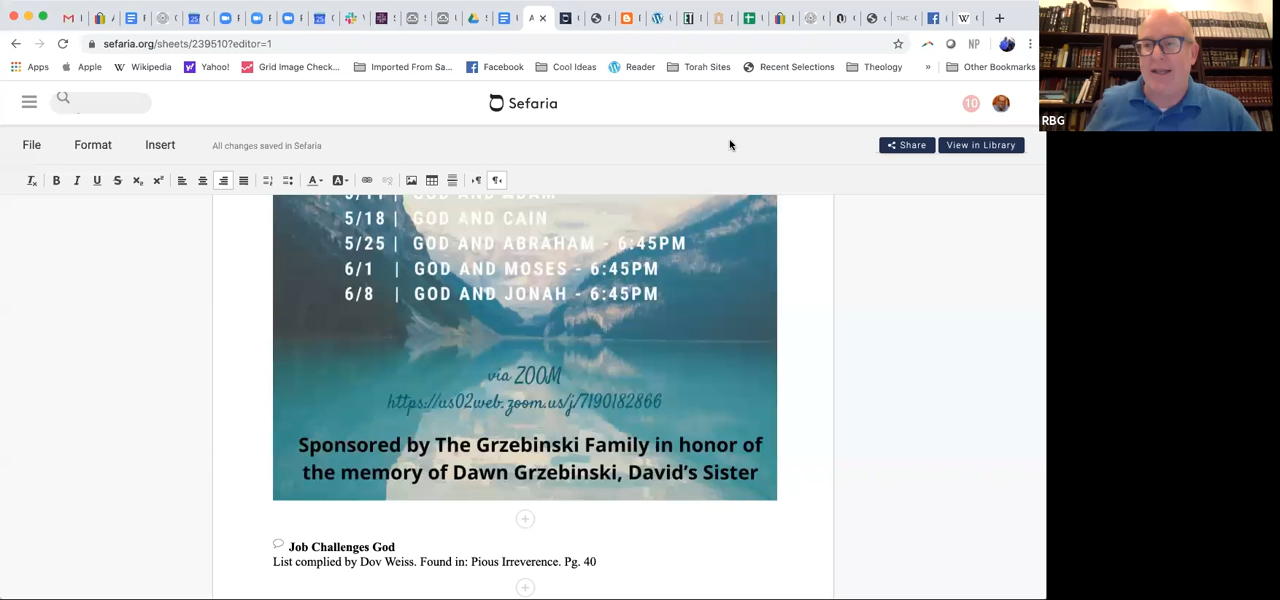 sefaria.org/sheets/239510?editor=1
NP
Apps
Apple
Wikipedia
Yahoo!
Grid Image Check...
Imported From Sa...
Facebook
Cool Ideas
Reader
Torah Sites
Recent Selections
Theology
»
Other Bookmarks
RBG
Sefaria
10
File
Format
Insert
All changes saved in Sefaria
Share
View in Library
5/18 | GOD AND CAIN
5/25 | GOD AND ABRAHAM - 6:45PM
6/1 | GOD AND MOSES - 6:45PM
6/8 | GOD AND JONAH - 6:45PM
via ZOOM
https://us02web.zoom.us/j/7190182866
Sponsored by The Grzebinski Family in honor of
the memory of Dawn Grzebinski, David's Sister
Job Challenges God
List complied by Dov Weiss. Found in: Pious Irreverence. Pg. 40